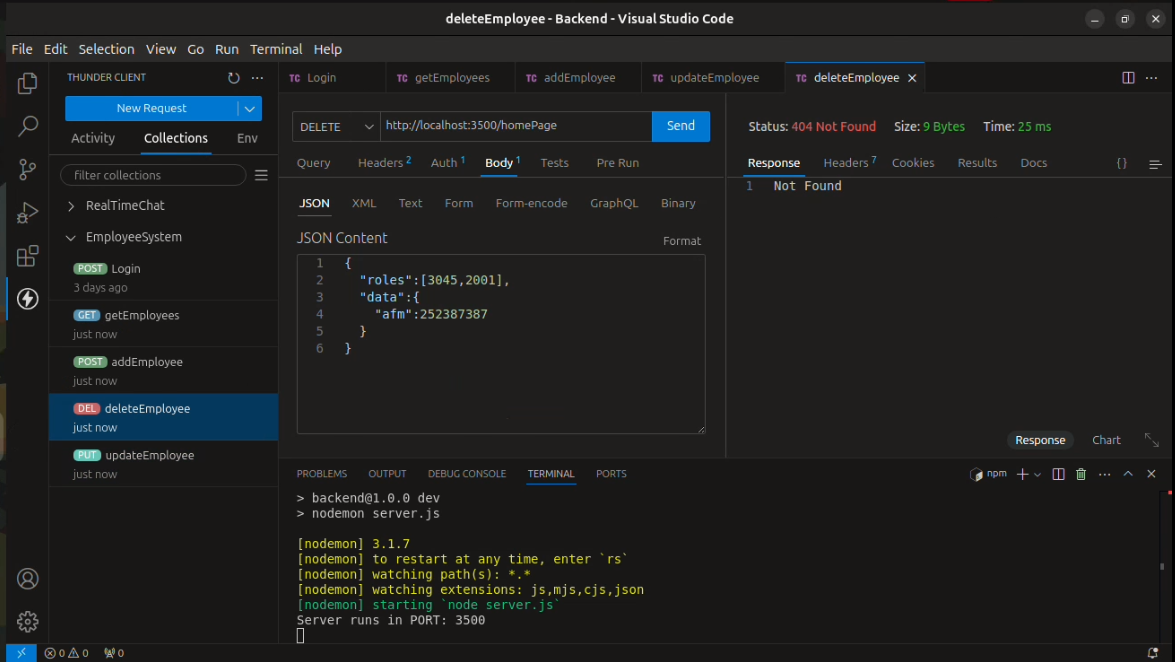 deleteEmployee - Backend - Visual Studio Code
File Edit Selection View Go Run Terminal Help
THUNDER CLIENT
New Request
Activity Collections Env
filter collections
RealTimeChat
EmployeeSystem
POST Login
3 days ago
GET getEmployees
just now
POST addEmployee
just now
DEL deleteEmployee
just now
PUT updateEmployee
just now
TC Login TC getEmployees TC addEmployee TC updateEmployee TC deleteEmployee
DELETE http://localhost:3500/homePage Send
Query Headers 2 Auth 1 Body 1 Tests Pre Run
JSON XML Text Form Form-encode GraphQL Binary
JSON Content Format
1 {
2 "roles":[3045,2001],
3 "data":{
4 "afm":252387387
5 }
6 }
Status: 404 Not Found Size: 9 Bytes Time: 25 ms
Response Headers 7 Cookies Results Docs { }
1 Not Found
Response Chart
PROBLEMS OUTPUT DEBUG CONSOLE TERMINAL PORTS npm
> backend@1.0.0 dev
> nodemon server.js
[nodemon] 3.1.7
[nodemon] to restart at any time, enter `rs`
[nodemon] watching path(s): *.*
[nodemon] watching extensions: js,mjs,cjs,json
[nodemon] starting `node server.js`
Server runs in PORT: 3500
0 0 0